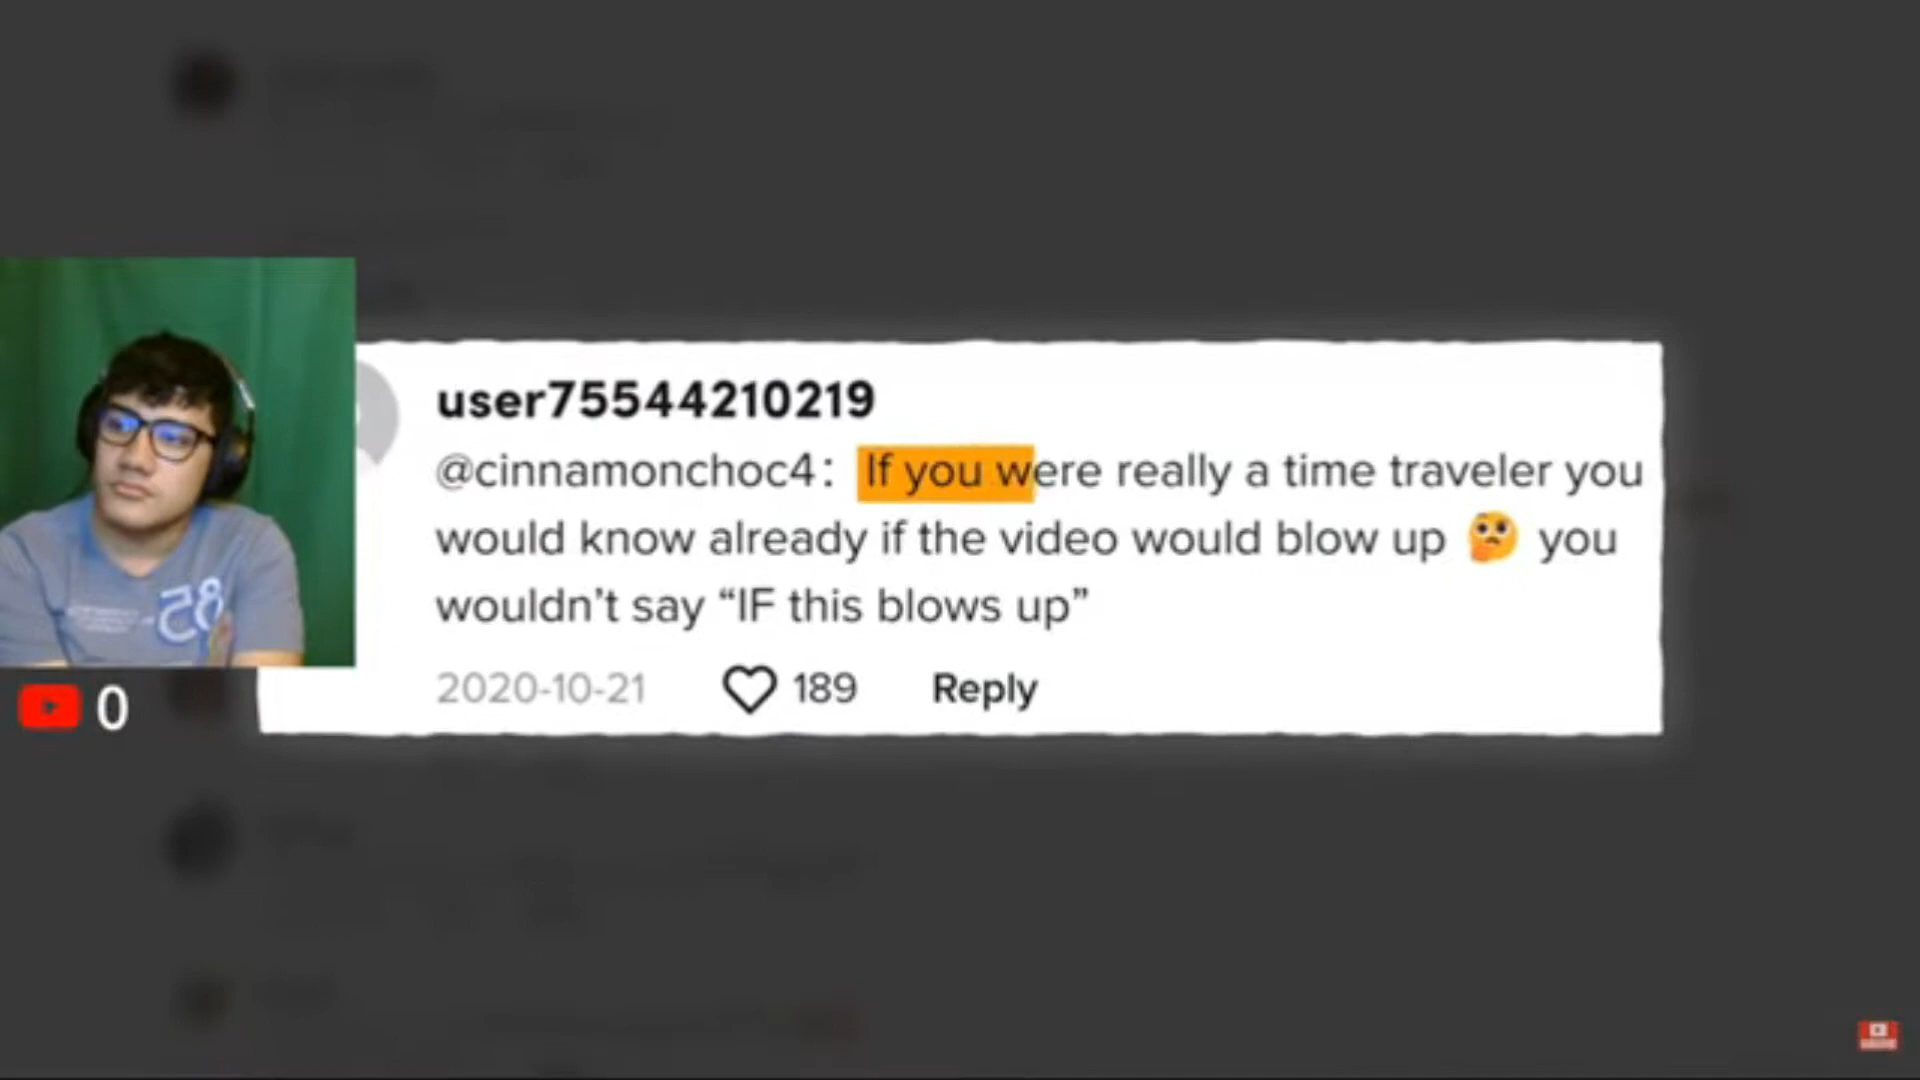 user75544210219
@cinnamonchoc4: If you were really a time traveler you
would know already if the video would blow up 🤔 you
wouldn't say “IF this blows up”
2020-10-21 189 Reply
0